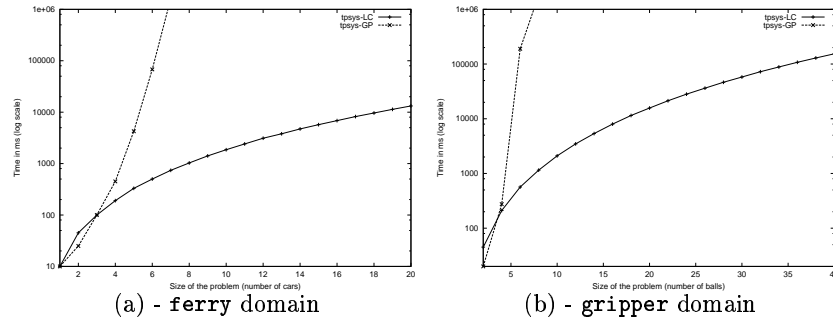 1e+06
100000
10000
1000
100
10
Time in ms (log scale)
tpsys-LC
tpsys-GP
2 4 6 8 10 12 14 16 18 20
Size of the problem (number of cars)
(a) - ferry domain
1e+06
100000
10000
1000
100
Time in ms (log scale)
tpsys-LC
tpsys-GP
5 10 15 20 25 30 35 40
Size of the problem (number of balls)
(b) - gripper domain